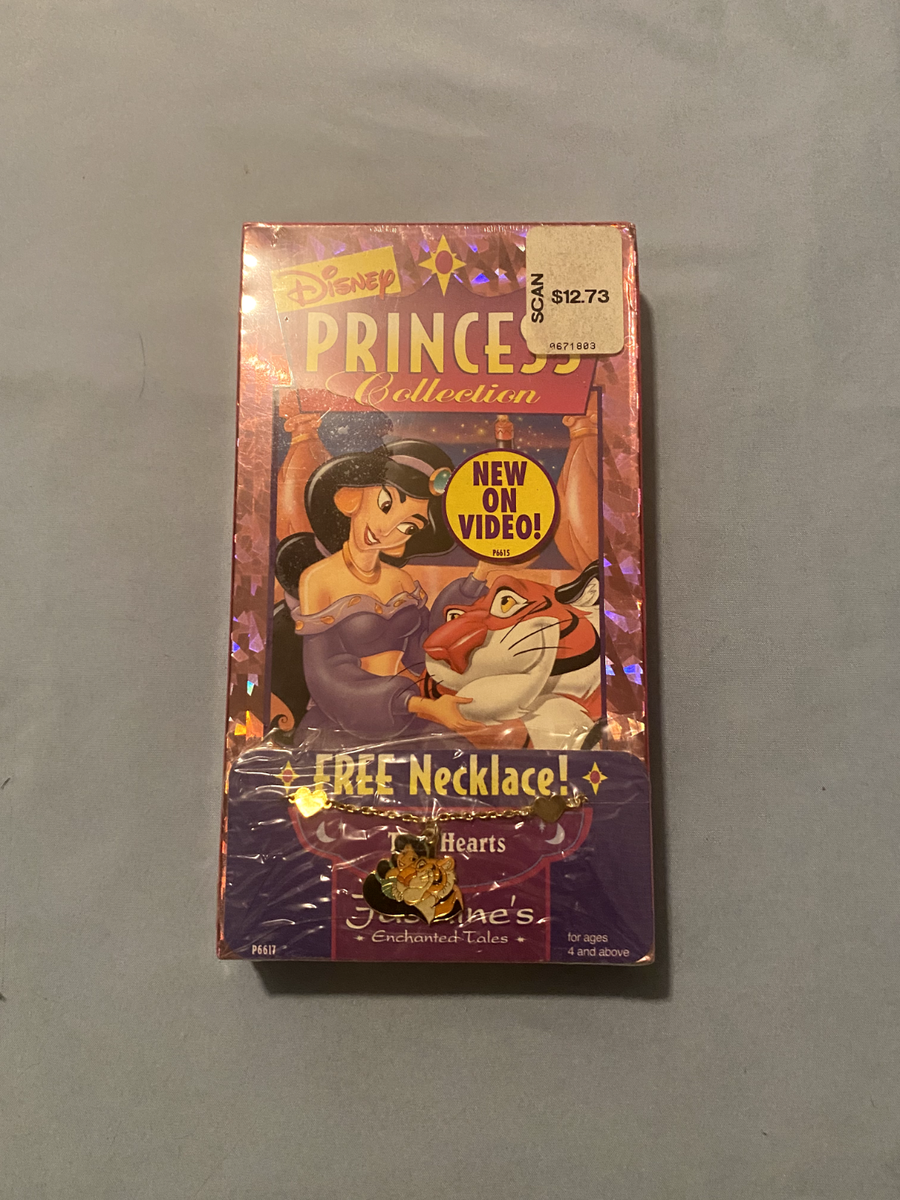 DISNEY
SCAN
$12.73
0671803
PRINCESS
Collection
NEW
ON
VIDEO!
P6615
FREE Necklace!
Hearts
Enchanted Tales
P6617
for ages
4 and above